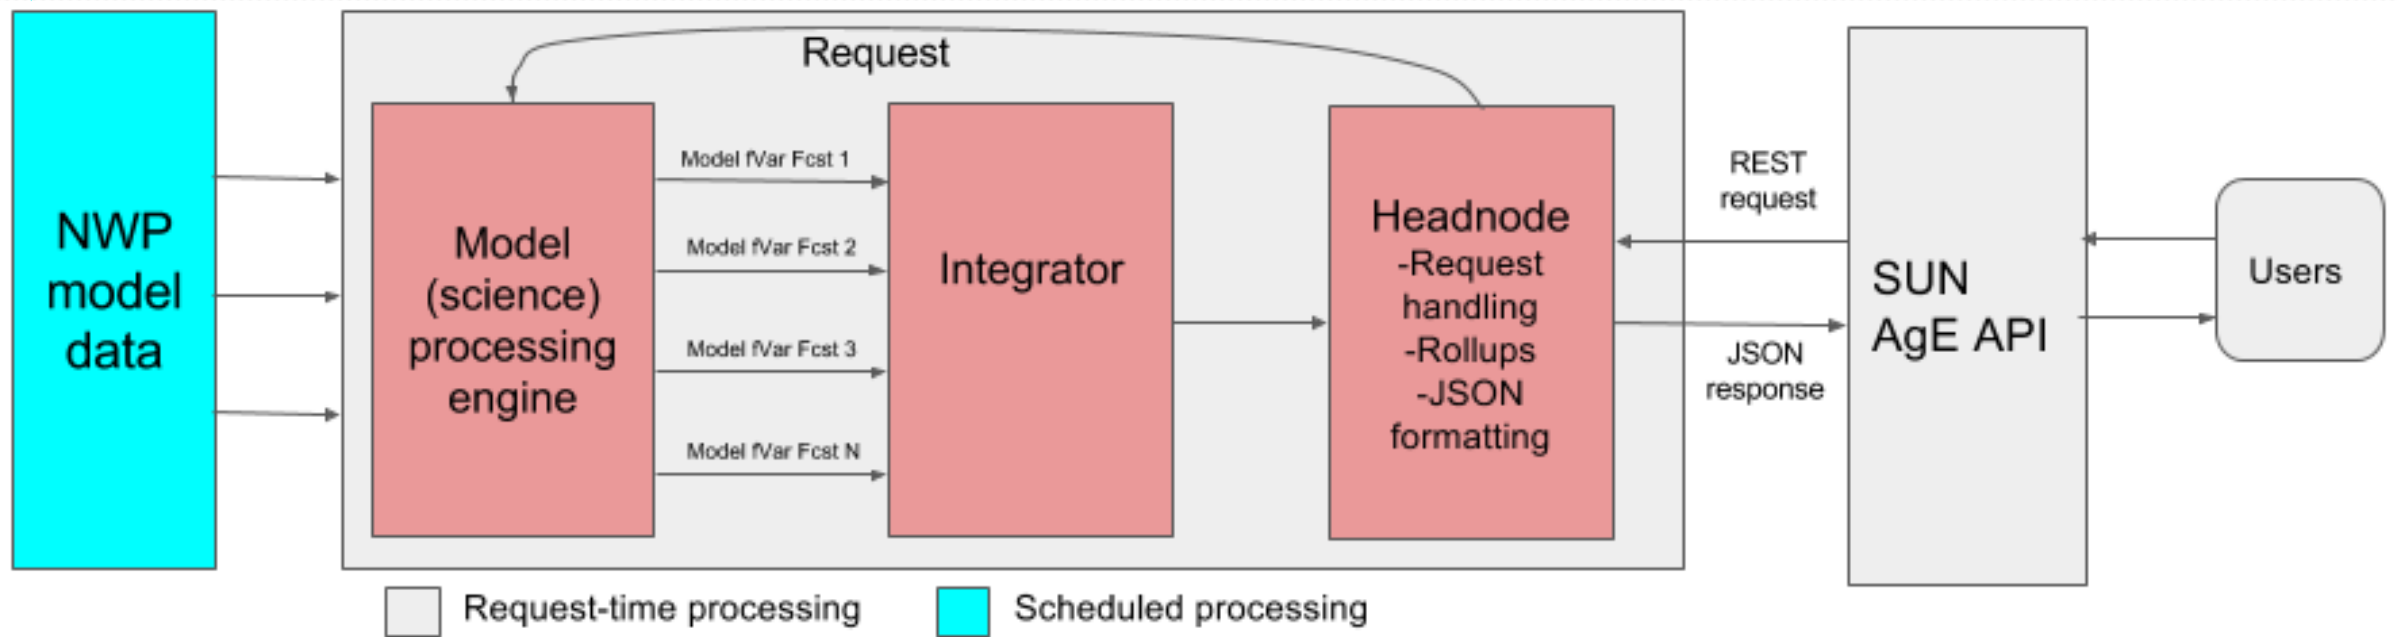 Request
NWP
model
data
Model
(science)
processing
engine
Model fVar Fcst 1
Model fVar Fcst 2
Model fVar Fcst 3
Model fVar Fcst N
Integrator
Headnode
-Request
handling
-Rollups
-JSON
formatting
REST
request
JSON
response
SUN
AgE API
Users
Request-time processing
Scheduled processing